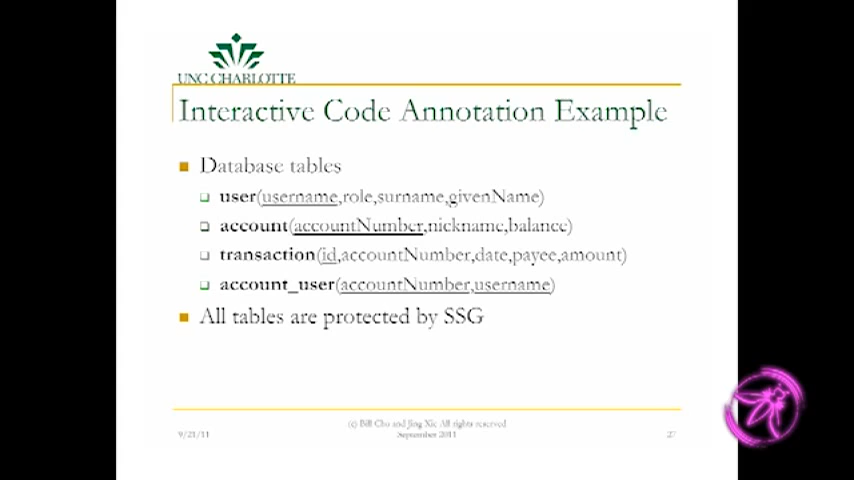 UNC CHARLOTTE
Interactive Code Annotation Example
Database tables
user(username,role,surname,givenName)
account(accountNumber,nickname,balance)
transaction(id,accountNumber,date,payee,amount)
account_user(accountNumber,username)
All tables are protected by SSG
(c) Bill Chu and Jing Xie All rights reserved
9/21/11
September 2011
27